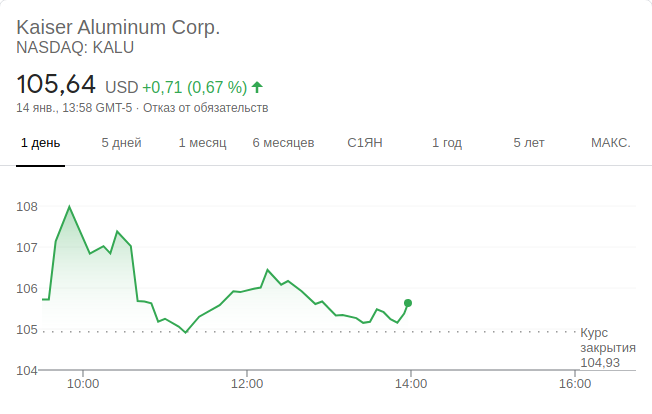 Kaiser Aluminum Corp.
NASDAQ: KALU
105,64 USD +0,71 (0,67 %)
14 янв., 13:58 GMT-5 · Отказ от обязательств
1 день 5 дней 1 месяц 6 месяцев С1ЯН 1 год 5 лет МАКС.
108
107
106
105
Курс
закрытия
104,93
104
10:00 12:00 14:00 16:00